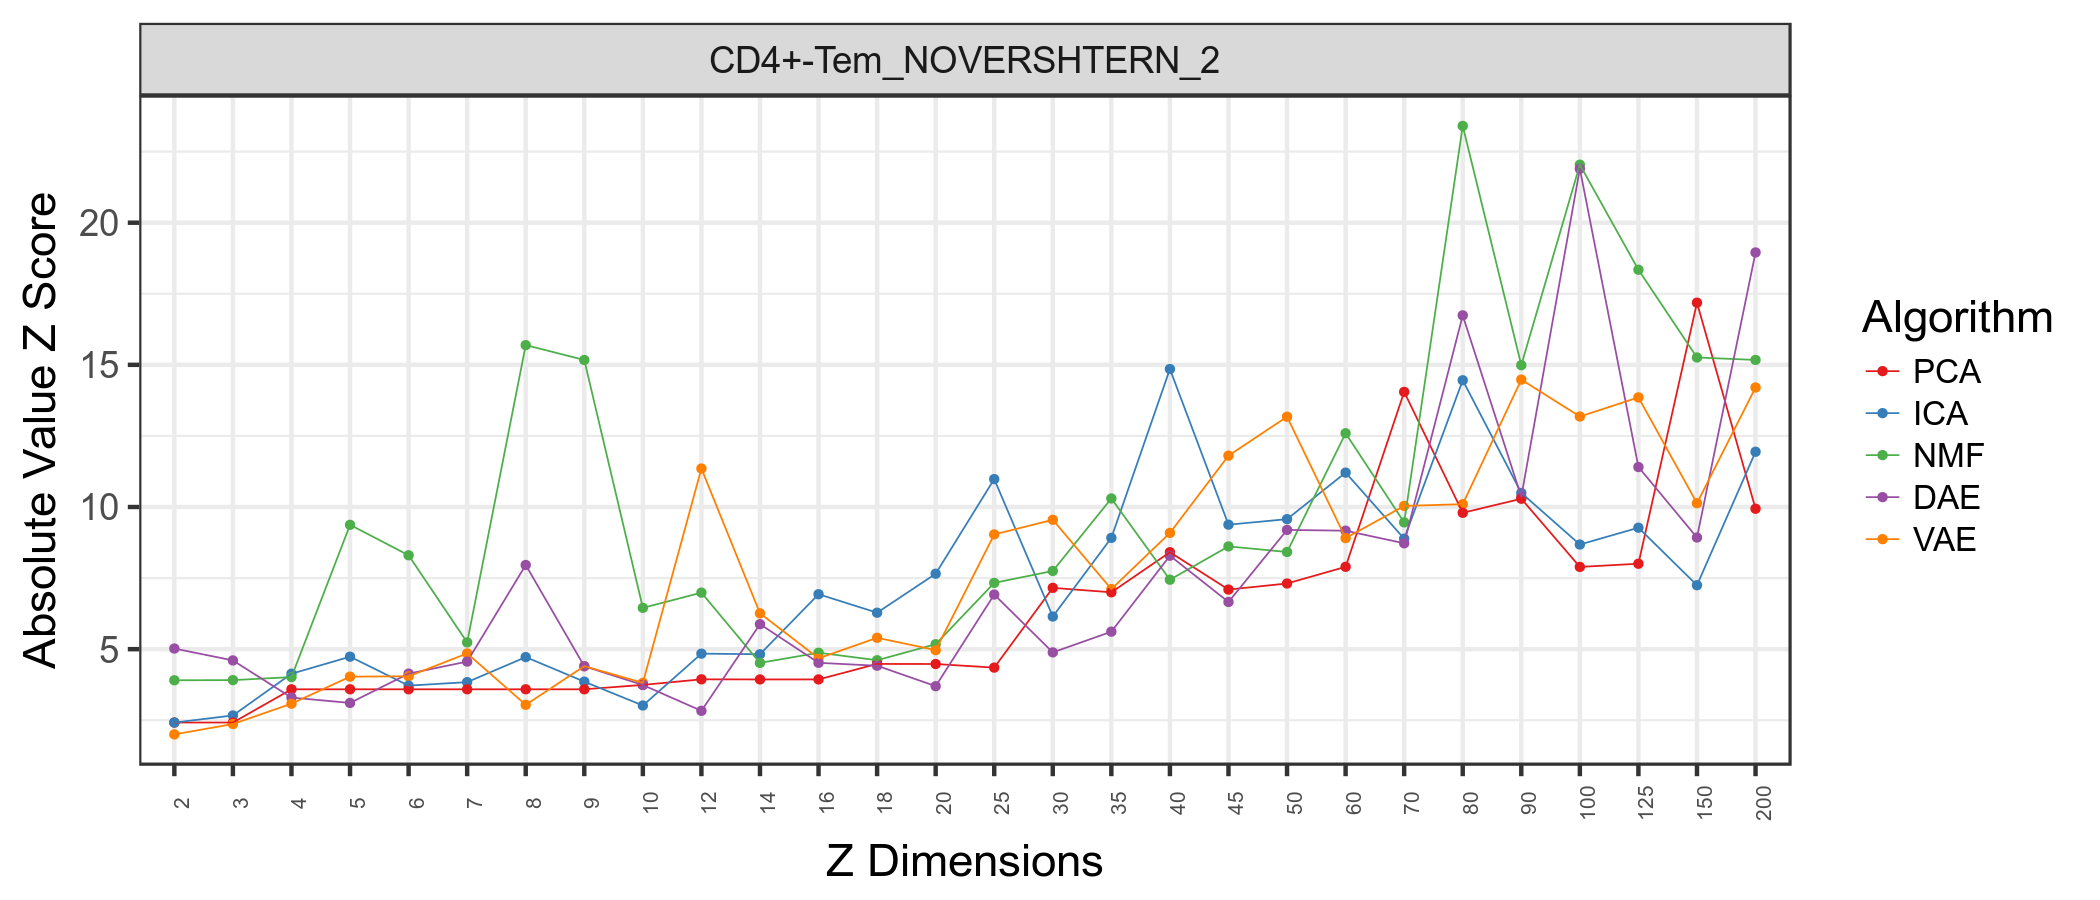 CD4+-Tem_NOVERSHTERN_2
Absolute Value Z Score
20
15
10
5
2 3 4 5 6 7 8 9 10 12 14 16 18 20 25 30 35 40 45 50 60 70 80 90 100 125 150 200
Z Dimensions
Algorithm
PCA
ICA
NMF
DAE
VAE